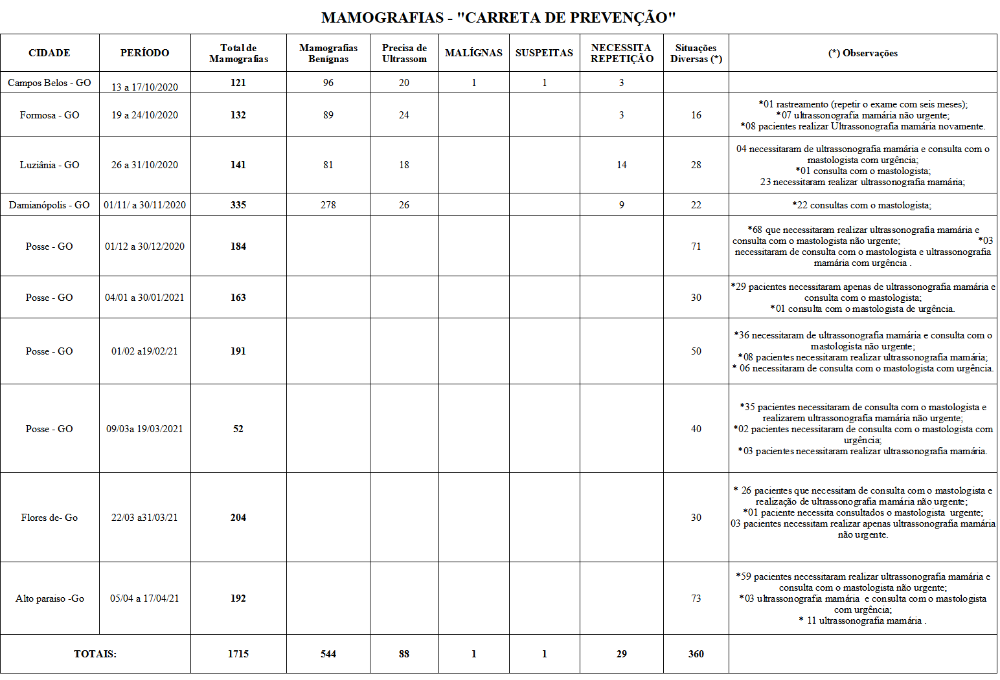 MAMOGRAFIAS - "CARRETA DE PREVENÇÃO"
CIDADE PERÍODO Total de Mamografias Mamografias Benígnas Precisa de Ultrassom MALÍGNAS SUSPEITAS NECESSITA REPETIÇÃO Situações Diversas (*) (*) Observações
Campos Belos - GO 13 a 17/10/2020 121 96 20 1 1 3
Formosa - GO 19 a 24/10/2020 132 89 24 3 16
*01 rastreamento (repetir o exame com seis meses);
*07 ultrassonografia mamária não urgente;
*08 pacientes realizar Ultrassonografia mamária novamente.
Luziânia - GO 26 a 31/10/2020 141 81 18 14 28
04 necessitaram de ultrassonografia mamária e consulta com o
mastologista com urgência;
*01 consulta com o mastologista;
23 necessitaram realizar ultrassonografia mamária;
Damianópolis - GO 01/11/ a 30/11/2020 335 278 26 9 22 *22 consultas com o mastologista;
Posse - GO 01/12 a 30/12/2020 184 71
*68 que necessitaram realizar ultrassonografia mamária e
consulta com o mastologista não urgente; *03
necessitaram de consulta com o mastologista e ultrassonografia
mamária com urgência .
Posse - GO 04/01 a 30/01/2021 163 30
*29 pacientes necessitaram apenas de ultrassonografia mamária e
consulta com o mastologista;
*01 consulta com o mastologista de urgência.
Posse - GO 01/02 a19/02/21 191 50
*36 necessitaram de ultrassonografia mamária e consulta com o
mastologista não urgente;
*08 pacientes necessitaram realizar ultrassonografia mamária;
* 06 necessitaram de consulta com o mastologista com urgência.
Posse - GO 09/03a 19/03/2021 52 40
*35 pacientes necessitaram de consulta com o mastologista e
realizarem ultrassonografia mamária não urgente;
*02 pacientes necessitaram de consulta com o mastologista com
urgência;
*03 pacientes necessitaram realizar ultrassonografia mamária.
Flores de- Go 22/03 a31/03/21 204 30
* 26 pacientes que necessitam de consulta com o mastologista e
realização de ultrassonografia mamária não urgente;
*01 paciente necessita consultados o mastologista urgente;
03 pacientes necessitam realizar apenas ultrassonografia mamária
não urgente.
Alto paraiso -Go 05/04 a 17/04/21 192 73
*59 pacientes necessitaram realizar ultrassonografia mamária e
consulta com o mastologista não urgente;
*03 ultrassonografia mamária e consulta com o mastologista
com urgência;
* 11 ultrassonografia mamária .
TOTAIS: 1715 544 88 1 1 29 360